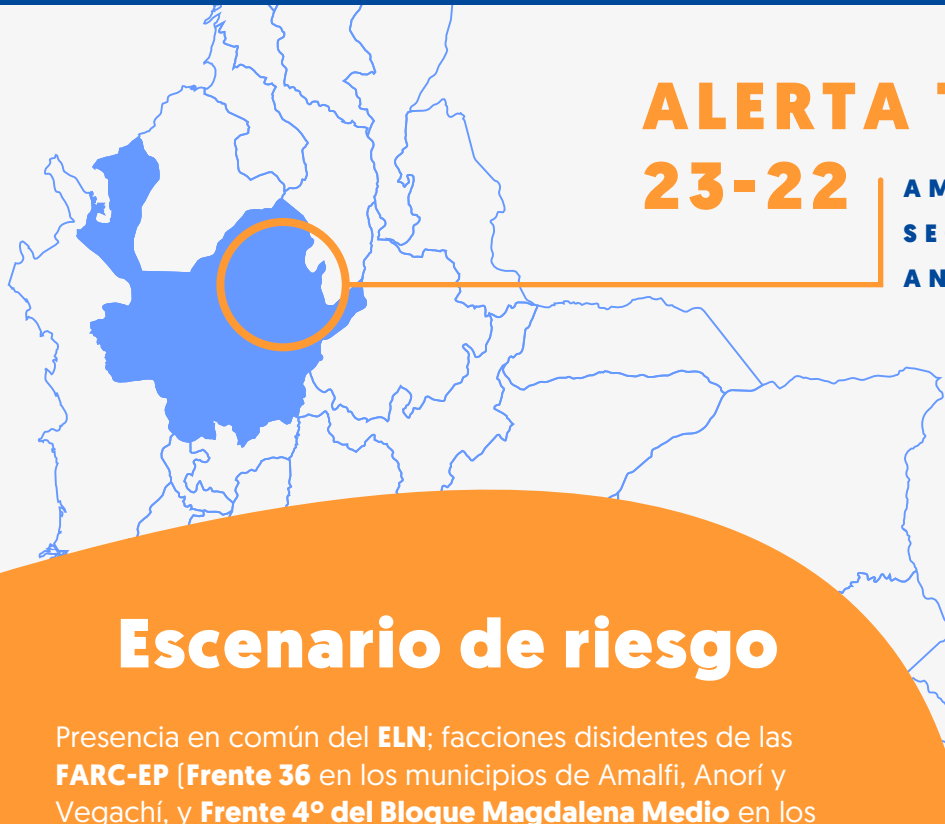 ALERTA
23-22
Escenario de riesgo
Presencia en común del ELN; facciones disidentes de las
FARC-EP (Frente 36 en los municipios de Amalfi, Anorí y
Vegachí, y Frente 4º del Bloque Magdalena Medio en los